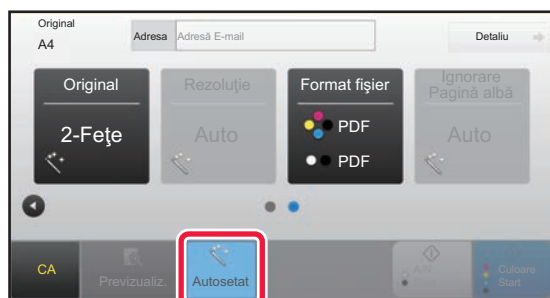 Original
A4
Adresa
Adresă E-mail
Detaliu
Original
2-Feţe
Rezoluţie
Auto
Format fişier
PDF
PDF
Ignorare
Pagină albă
Auto
CA
Previzualiz.
Autosetat
A/N
Start
Culoare
Start